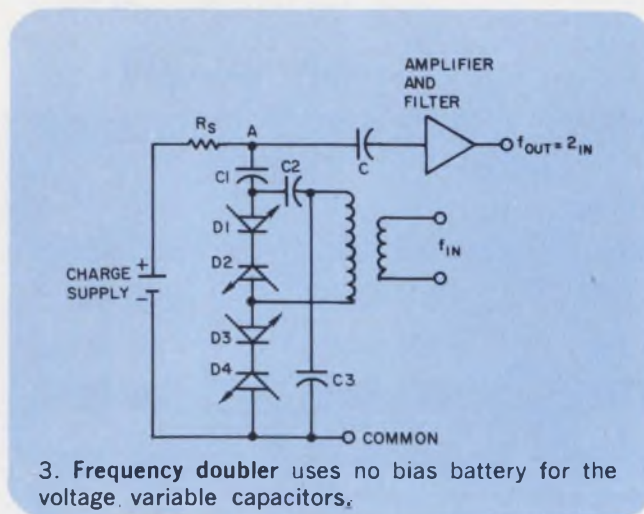 AMPLIFIER
AND
FILTER
RS
A
C
fOUT = 2IN
C1
C2
D1
fIN
D2
+
CHARGE
SUPPLY
−
D3
D4
C3
COMMON
3. Frequency doubler uses no bias battery for the
voltage variable capacitors.